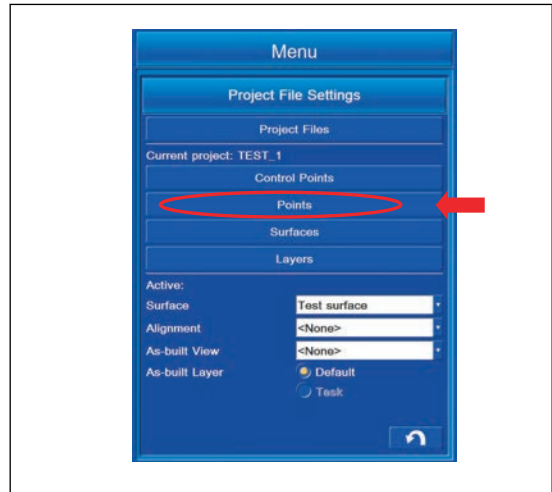 Menu
Project File Settings
Project Files
Current project: TEST_1
Control Points
Points
Surfaces
Layers
Active:
Surface Test surface
Alignment <None>
As-built View <None>
As-built Layer Default
Task